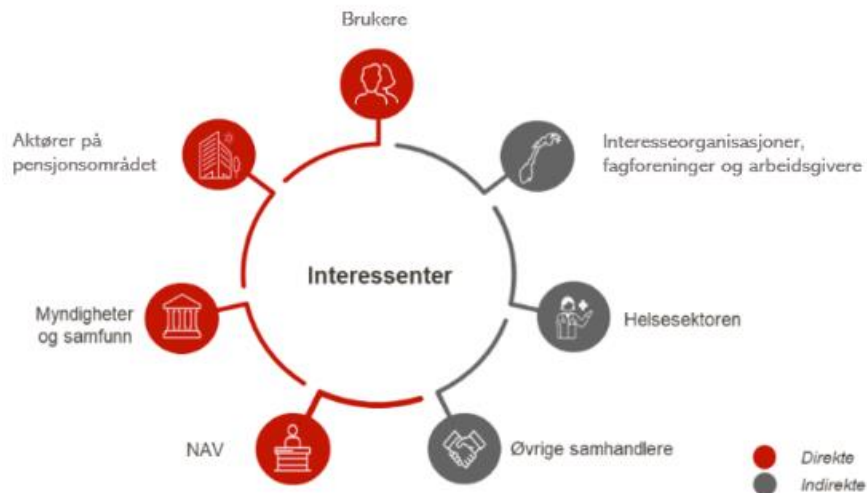 Brukere
Aktører på
pensjonsområdet
Interesseorganisasjoner,
fagforeninger og arbeidsgivere
Interessenter
Myndigheter
og samfunn
Helsesektoren
NAV
Øvrige samhandlere
Direkte
Indirekte